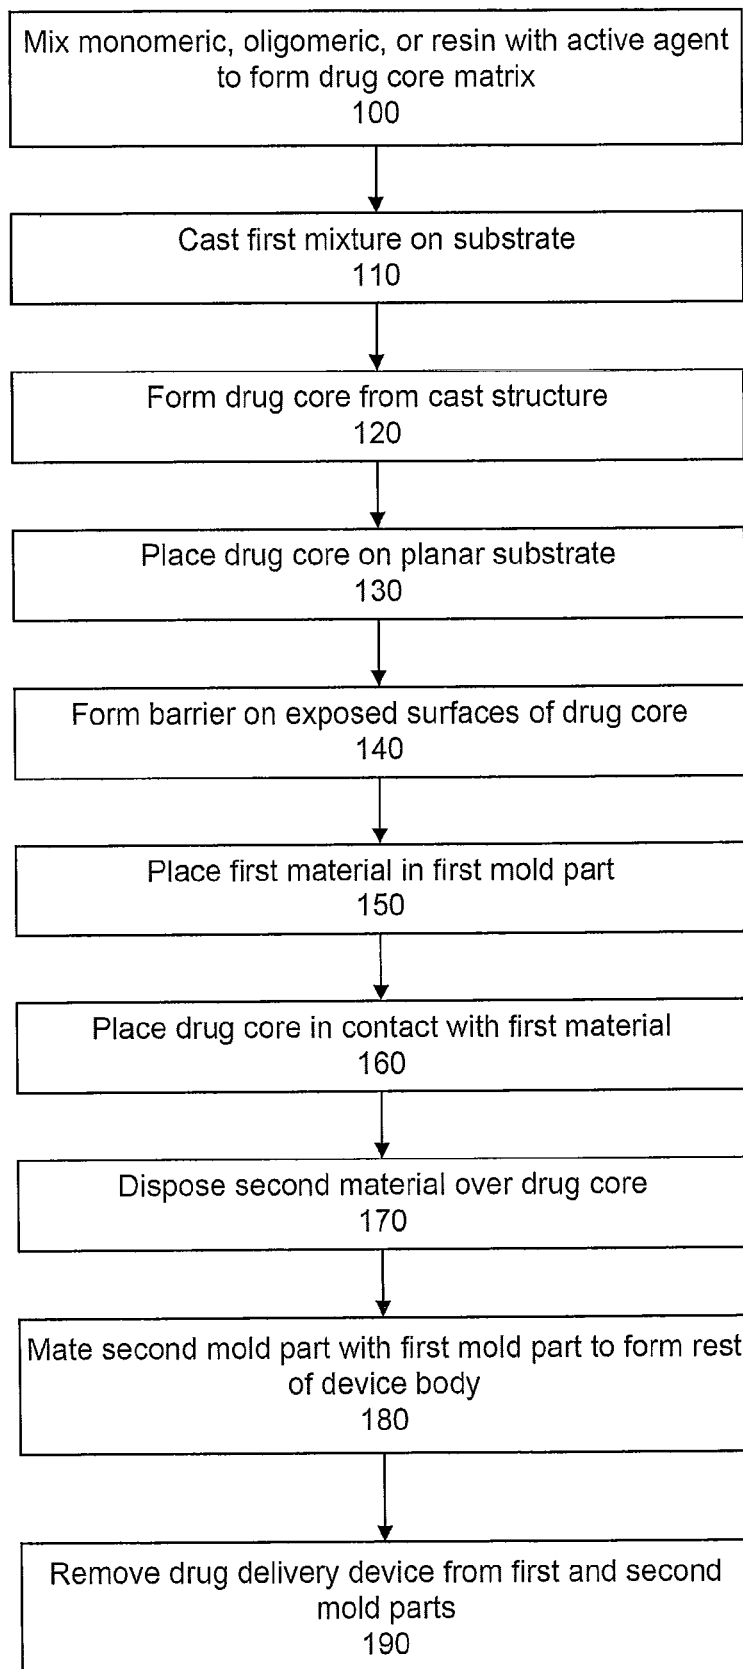 Mix monomeric, oligomeric, or resin with active agent
to form drug core matrix
100
Cast first mixture on substrate
110
Form drug core from cast structure
120
Place drug core on planar substrate
130
Form barrier on exposed surfaces of drug core
140
Place first material in first mold part
150
Place drug core in contact with first material
160
Dispose second material over drug core
170
Mate second mold part with first mold part to form rest
of device body
180
Remove drug delivery device from first and second
mold parts
190